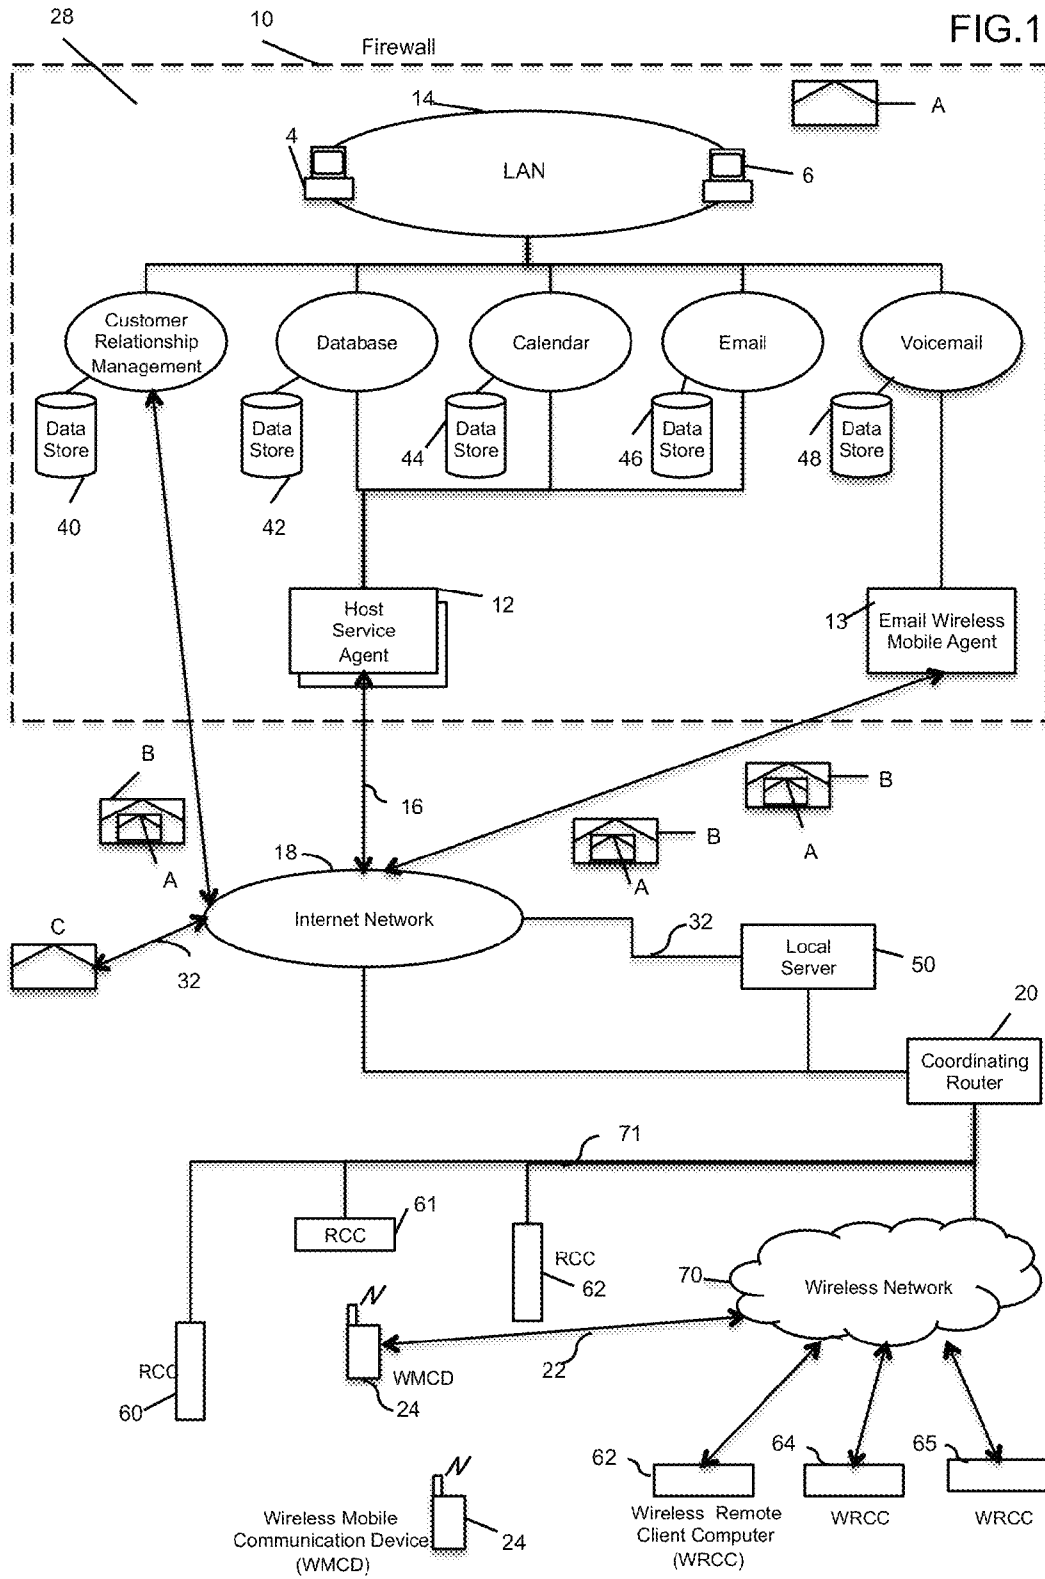 FIG.1
28
10
Firewall
14
A
4
LAN
6
Customer
Relationship
Management
Database
Calendar
Email
Voicemail
Data
Store
Data
Store
44
Data
Store
46
Data
Store
48
Data
Store
40
42
12
Host
Service
Agent
13
Email Wireless
Mobile Agent
B
A
16
B
A
B
A
18
C
32
Internet Network
32
Local
Server
50
20
Coordinating
Router
71
61
RCC
RCC
62
70
Wireless Network
RCC
60
WMCD
24
22
62
64
65
Wireless Mobile
Communication Device
(WMCD)
24
Wireless Remote
Client Computer
(WRCC)
WRCC
WRCC